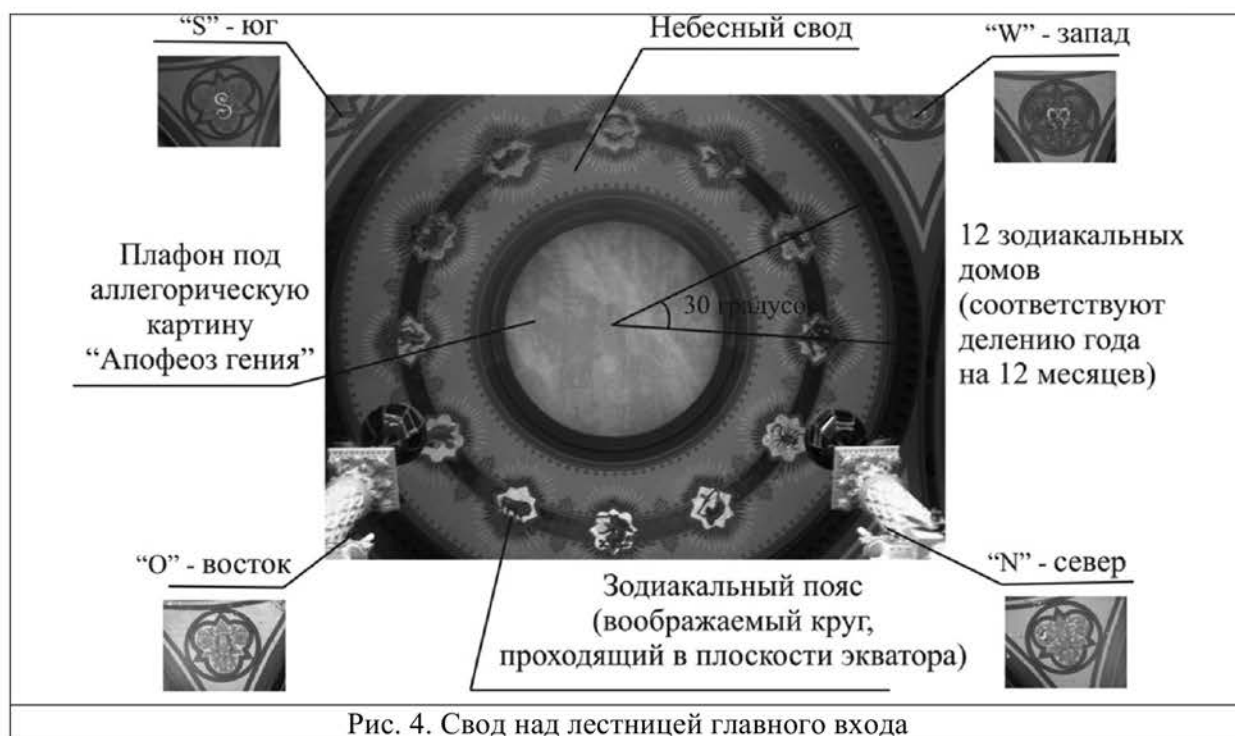 “S” - юг
Небесный свод
“W” - запад
S
W
Плафон под
аллегорическую
картину
“Апофеоз гения”
30 градусов
12 зодиакальных
домов
(соответствуют
делению года
на 12 месяцев)
“O” - восток
“N” - север
Зодиакальный пояс
(воображаемый круг,
проходящий в плоскости экватора)
Рис. 4. Свод над лестницей главного входа